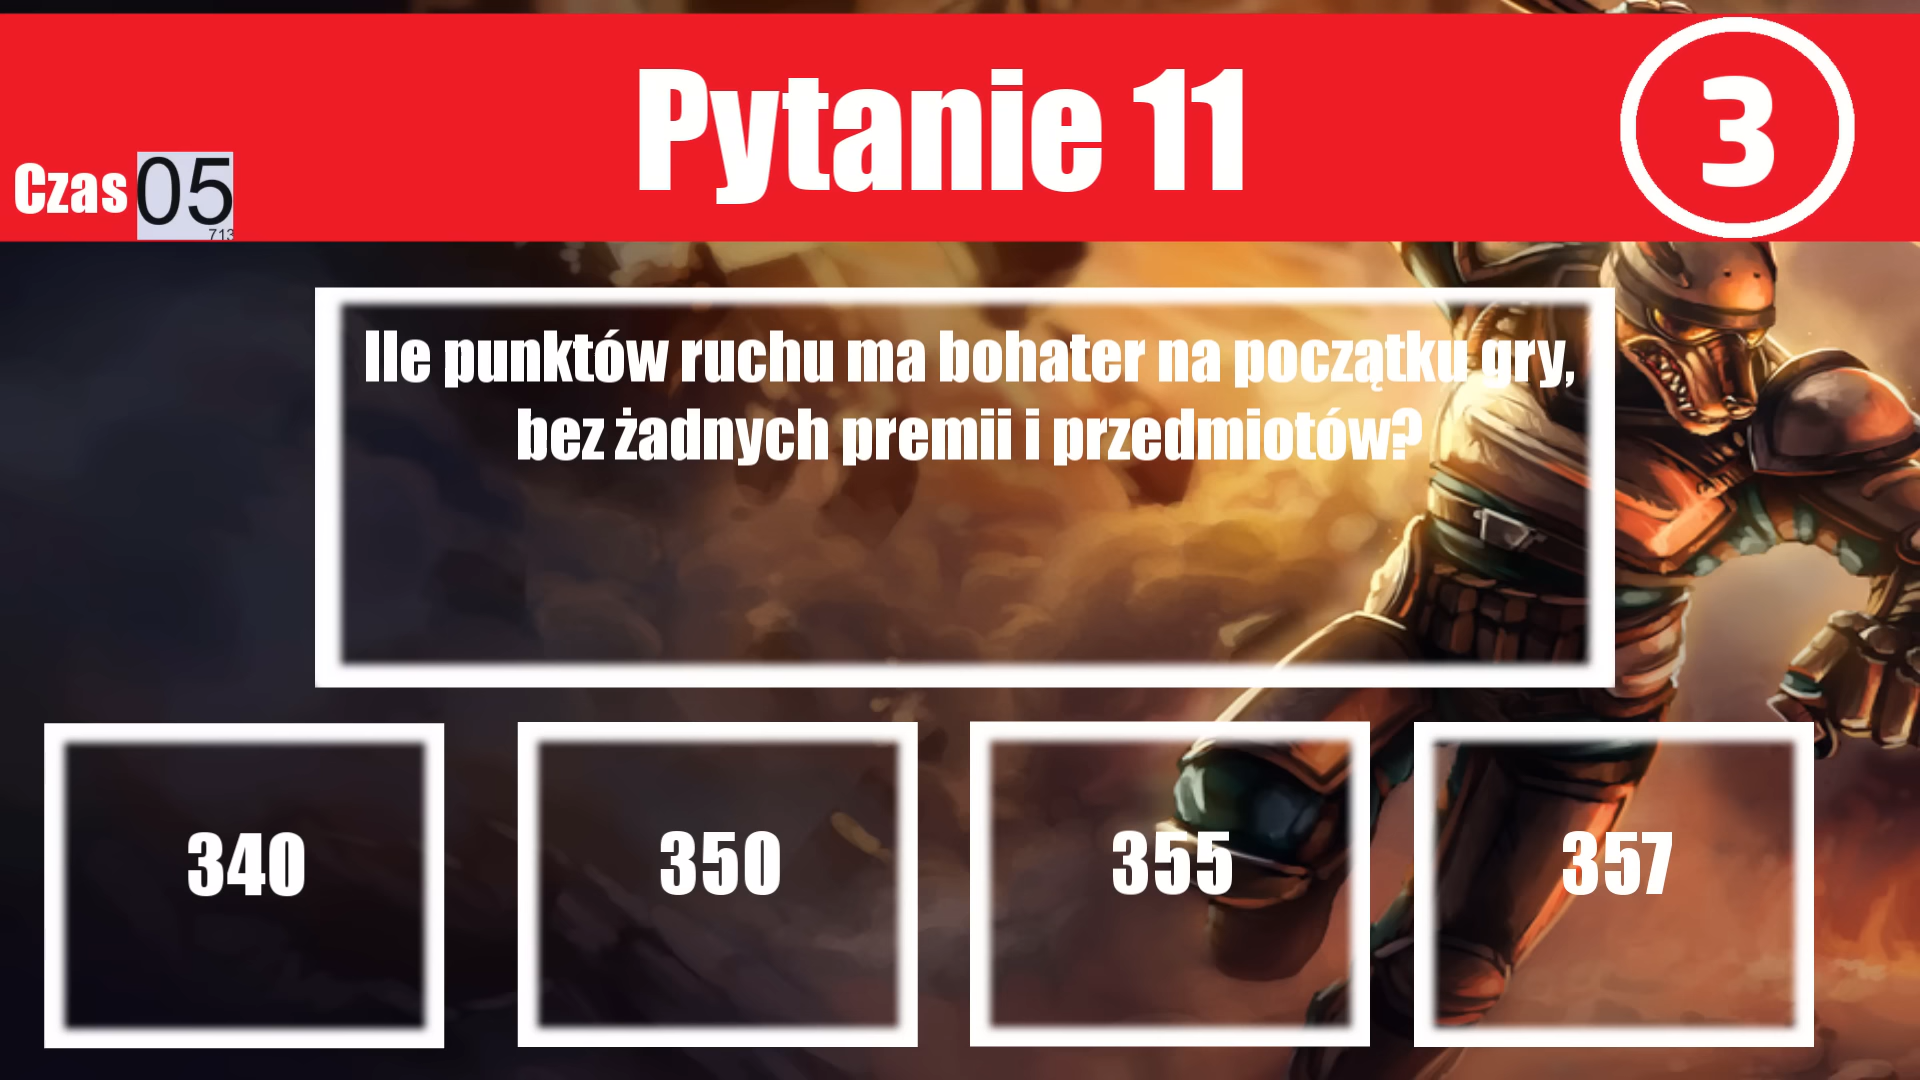 Pytanie 11
3
Czas 05
713
Ile punktów ruchu ma bohater na początku gry,
bez żadnych premii i przedmiotów?
340
350
355
357